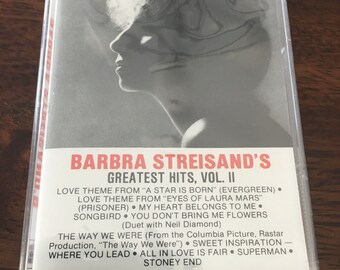 BARBRA STREISAND'S
GREATEST HITS, VOL. II
LOVE THEME FROM "A STAR IS BORN" (EVERGREEN) •
LOVE THEME FROM "EYES OF LAURA MARS"
(PRISONER) • MY HEART BELONGS TO ME •
SONGBIRD • YOU DON'T BRING ME FLOWERS
(Duet with Neil Diamond)
THE WAY WE WERE (From the Columbia Picture, Rastar
Production, "The Way We Were") • SWEET INSPIRATION—
WHERE YOU LEAD • ALL IN LOVE IS FAIR • SUPERMAN •
STONEY END